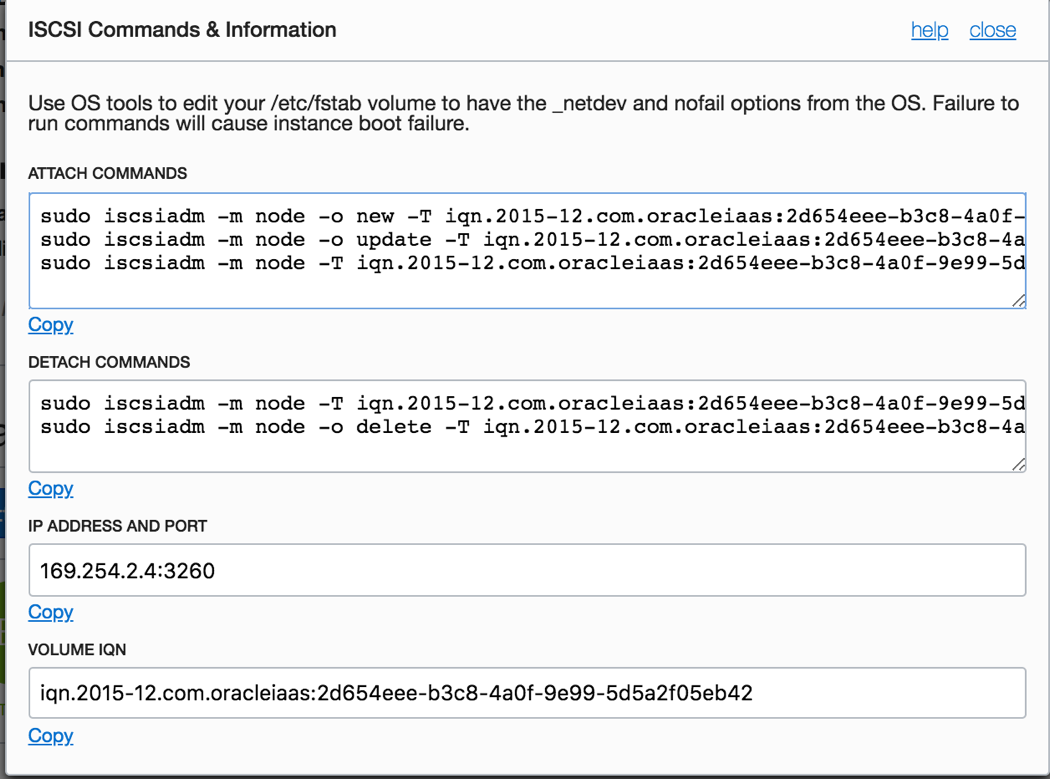 ISCSI Commands & Information
help close
Use OS tools to edit your /etc/fstab volume to have the _netdev and nofail options from the OS. Failure to
run commands will cause instance boot failure.
ATTACH COMMANDS
sudo iscsiadm -m node -o new -T iqn.2015-12.com.oracleiaas:2d654eee-b3c8-4a0f-
sudo iscsiadm -m node -o update -T iqn.2015-12.com.oracleiaas:2d654eee-b3c8-4a
sudo iscsiadm -m node -T iqn.2015-12.com.oracleiaas:2d654eee-b3c8-4a0f-9e99-5d
Copy
DETACH COMMANDS
sudo iscsiadm -m node -T iqn.2015-12.com.oracleiaas:2d654eee-b3c8-4a0f-9e99-5d
sudo iscsiadm -m node -o delete -T iqn.2015-12.com.oracleiaas:2d654eee-b3c8-4a
Copy
IP ADDRESS AND PORT
169.254.2.4:3260
Copy
VOLUME IQN
iqn.2015-12.com.oracleiaas:2d654eee-b3c8-4a0f-9e99-5d5a2f05eb42
Copy